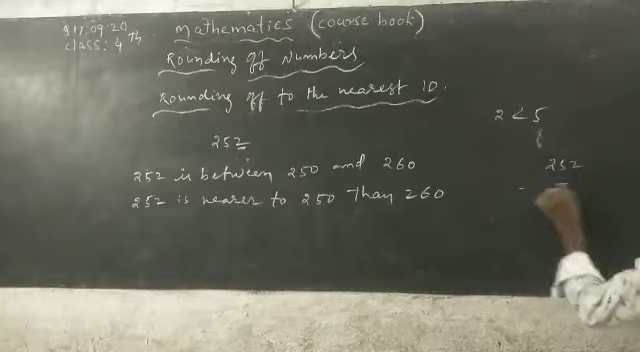 11.09.20
class: 4th
Mathematics (course book)
Rounding off Numbers
Rounding off to the nearest 10.
252
252 is between 250 and 260
252 is nearer to 250 Than 260
2 < 5
252